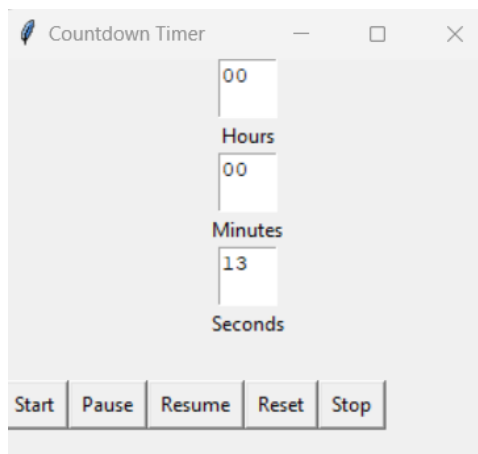 Countdown Timer
00
Hours
00
Minutes
13
Seconds
Start Pause Resume Reset Stop